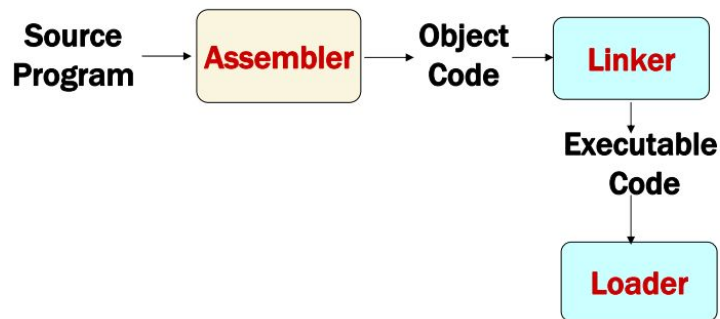 Source
Program
Assembler
Object
Code
Linker
Executable
Code
Loader